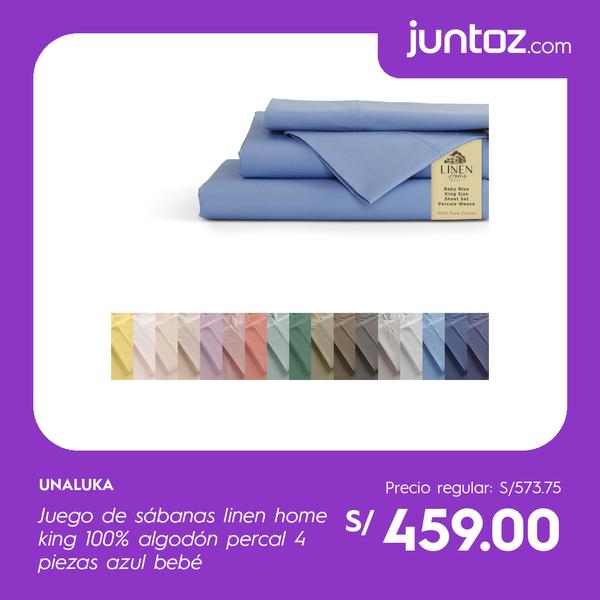 juntoz.com
LINEN
Home
Baby Blue
King Size
Sheet Set
Percale Weave
100% Pure Cotton
UNALUKA
Juego de sábanas linen home
king 100% algodón percal 4
piezas azul bebé
Precio regular: S/573.75
S/ 459.00